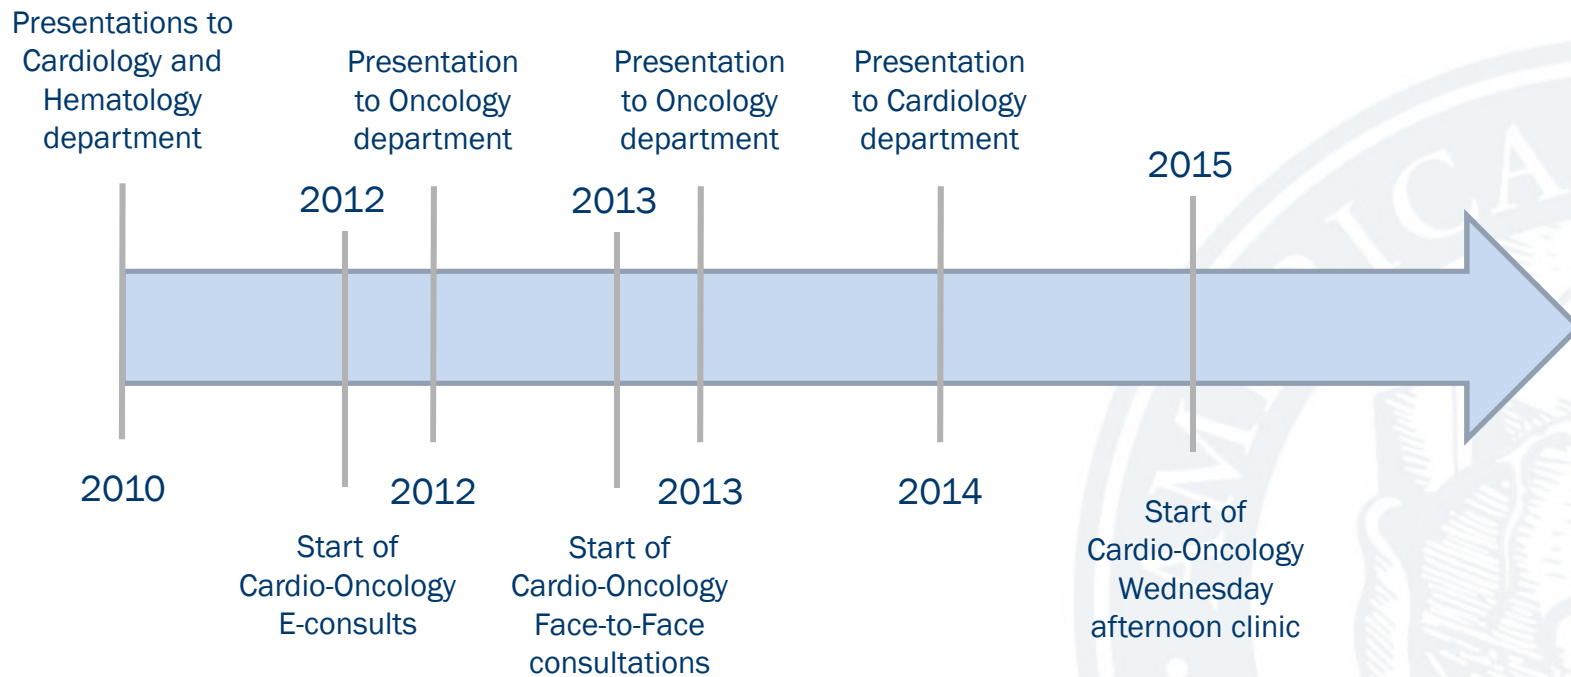 Presentations to
Cardiology and
Hematology
department
2010
2012
Start of
Cardio-Oncology
E-consults
Presentation
to Oncology
department
2012
2013
Start of
Cardio-Oncology
Face-to-Face
consultations
Presentation
to Oncology
department
2013
Presentation
to Cardiology
department
2014
2015
Start of
Cardio-Oncology
Wednesday
afternoon clinic